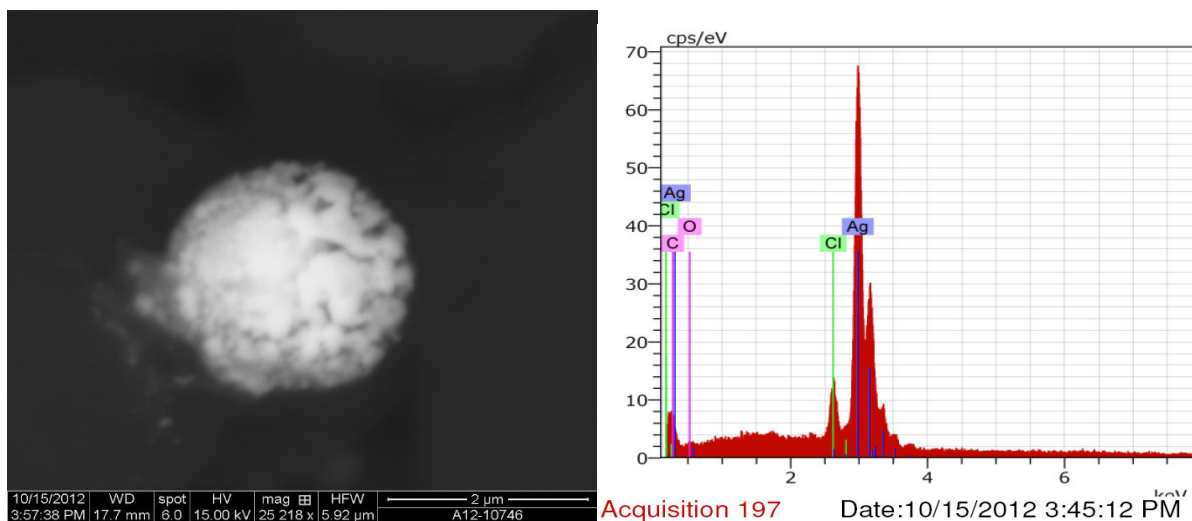 10/15/2012 WD spot HV mag ⊞ HFW 2 µm
3:57:38 PM 17.7 mm 6.0 15.00 kV 25 218 x 5.92 µm A12-10746
cps/eV
70
60
50
40
30
20
10
0
Ag
Cl
C
O
Cl
Ag
2 4 6
keV
Acquisition 197 Date:10/15/2012 3:45:12 PM